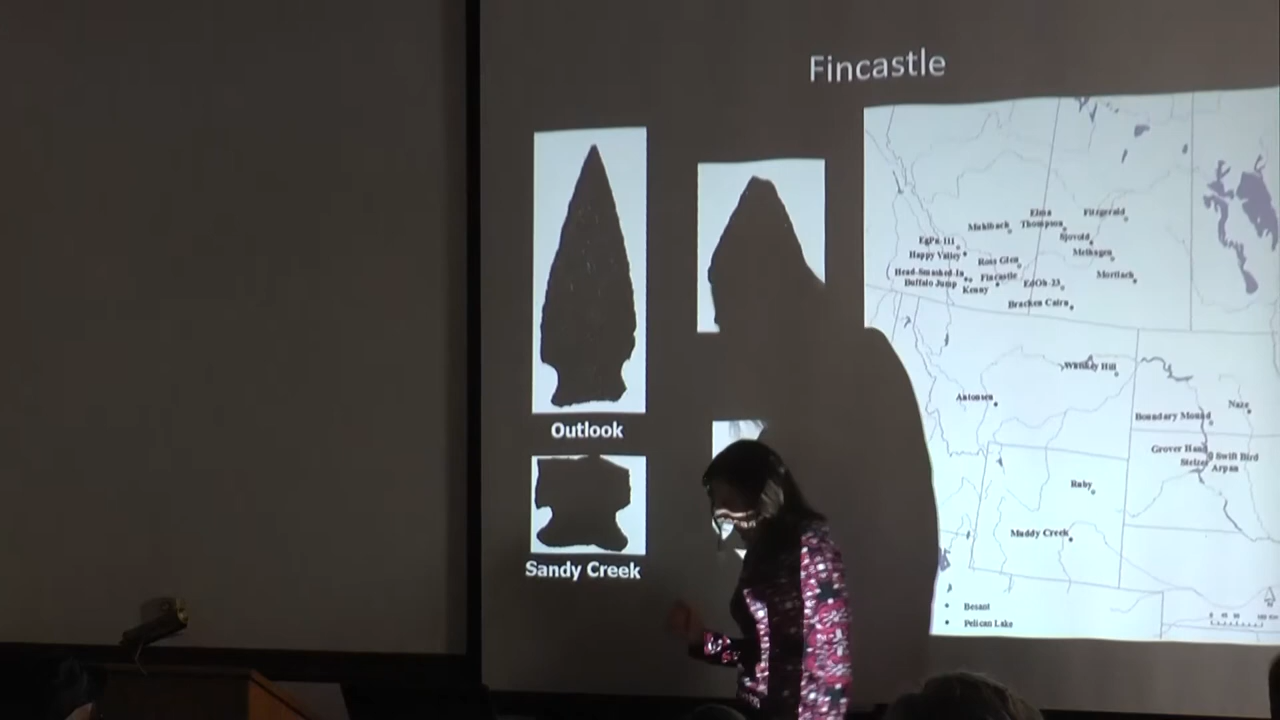 Fincastle
Outlook
Sandy Creek
Elma
Thompson
Fitzgerald
Muhlbach
Sjovold
EgPn-111
Happy Valley
Ross Glen
Melhagen
Head-Smashed-In
Buffalo Jump
Fincastle
Kenny
EdOh-23
Mortlach
Bracken Cairn
Whiskey Hill
Antonsen
Boundary Mound
Naze
Grover Hand
Stelzer
Swift Bird
Arpan
Ruby
Muddy Creek
Besant
Pelican Lake